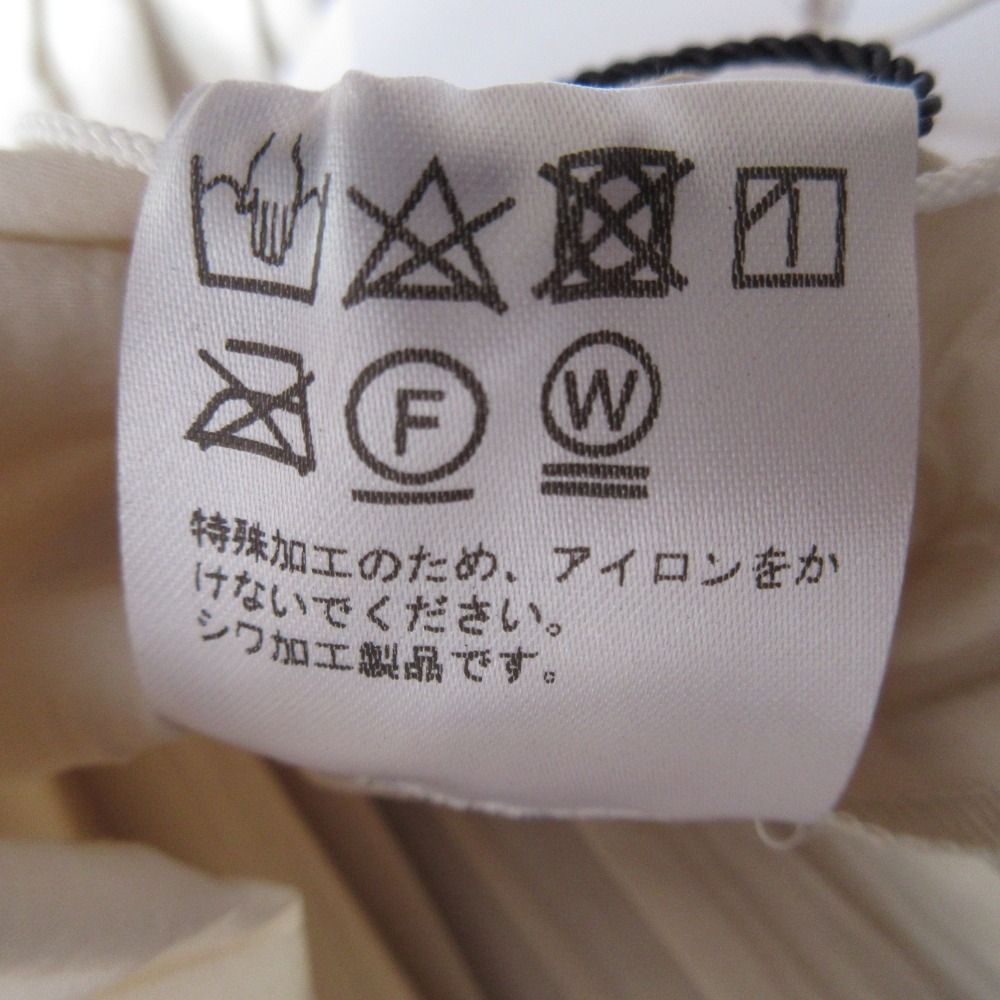 F W
特殊加工のため、アイロンをか
けないでください。
シワ加工製品です。